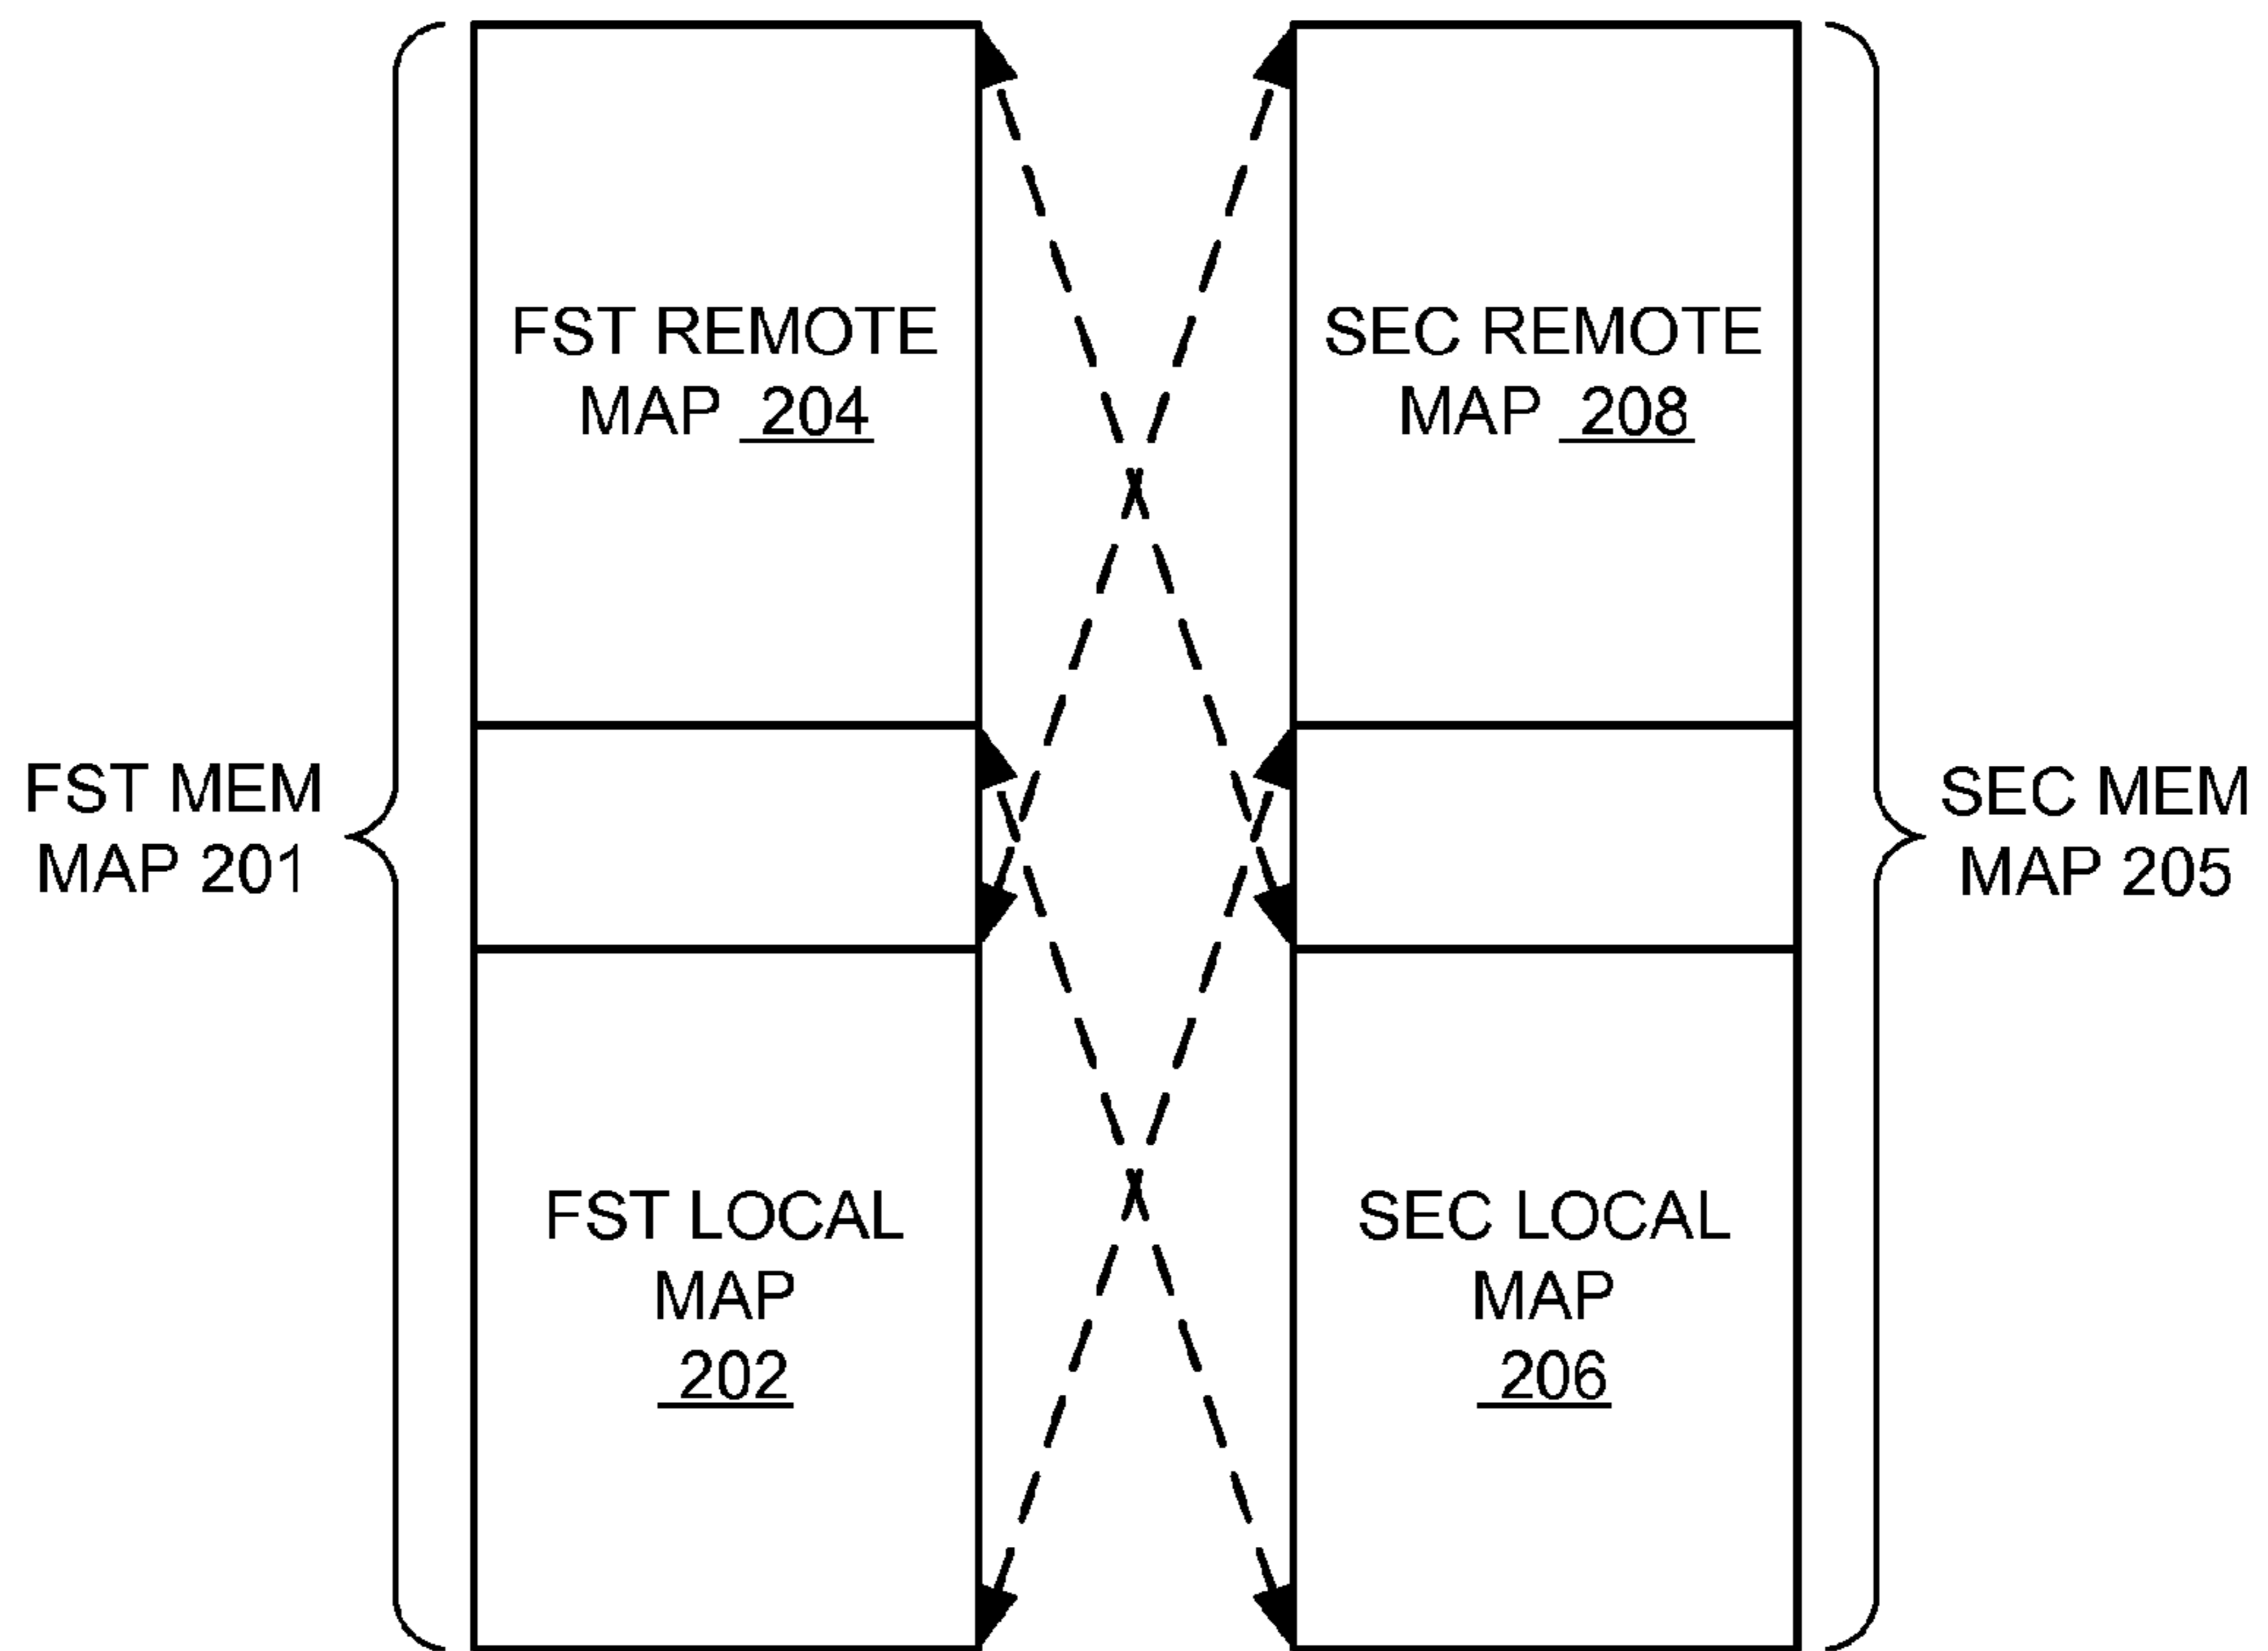 FST REMOTE
MAP 204
SEC REMOTE
MAP 208
FST MEM
MAP 201
SEC MEM
MAP 205
FST LOCAL
MAP
202
SEC LOCAL
MAP
206